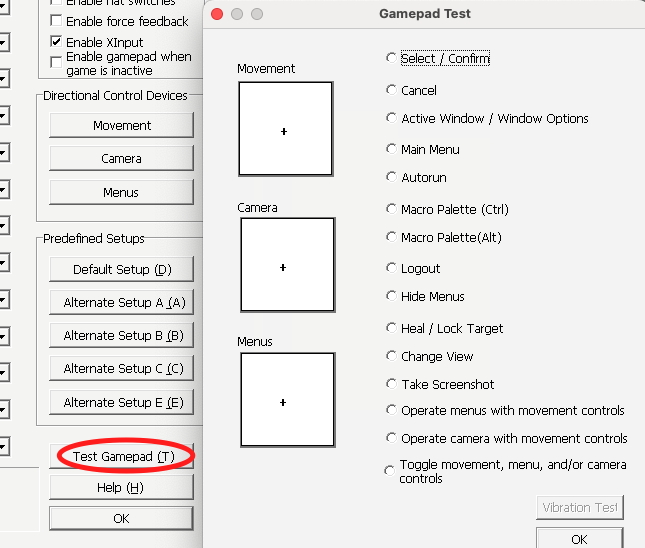 Enable hat switches
Enable force feedback
Enable XInput
Enable gamepad when
game is inactive
Directional Control Devices
Movement
Camera
Menus
Predefined Setups
Default Setup (D)
Alternate Setup A (A)
Alternate Setup B (B)
Alternate Setup C (C)
Alternate Setup E (E)
Test Gamepad (T)
Help (H)
OK
Gamepad Test
Movement
Camera
Menus
Select / Confirm
Cancel
Active Window / Window Options
Main Menu
Autorun
Macro Palette (Ctrl)
Macro Palette(Alt)
Logout
Hide Menus
Heal / Lock Target
Change View
Take Screenshot
Operate menus with movement controls
Operate camera with movement controls
Toggle movement, menu, and/or camera
controls
Vibration Test
OK